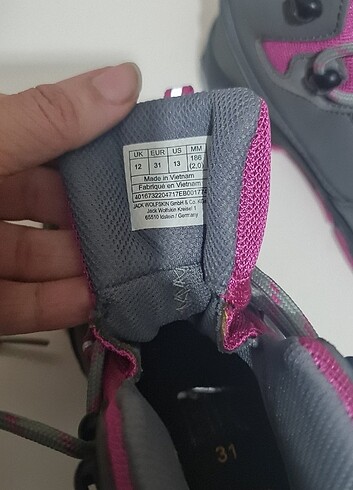 UK EUR US MM
12 31 13 186
(2,0)
Made in Vietnam
Fabriqué en Vietnam
JACK WOLFSKIN GmbH & Co. KGaA
Jack Wolfskin Kreisel 1
65510 Idstein / Germany
31